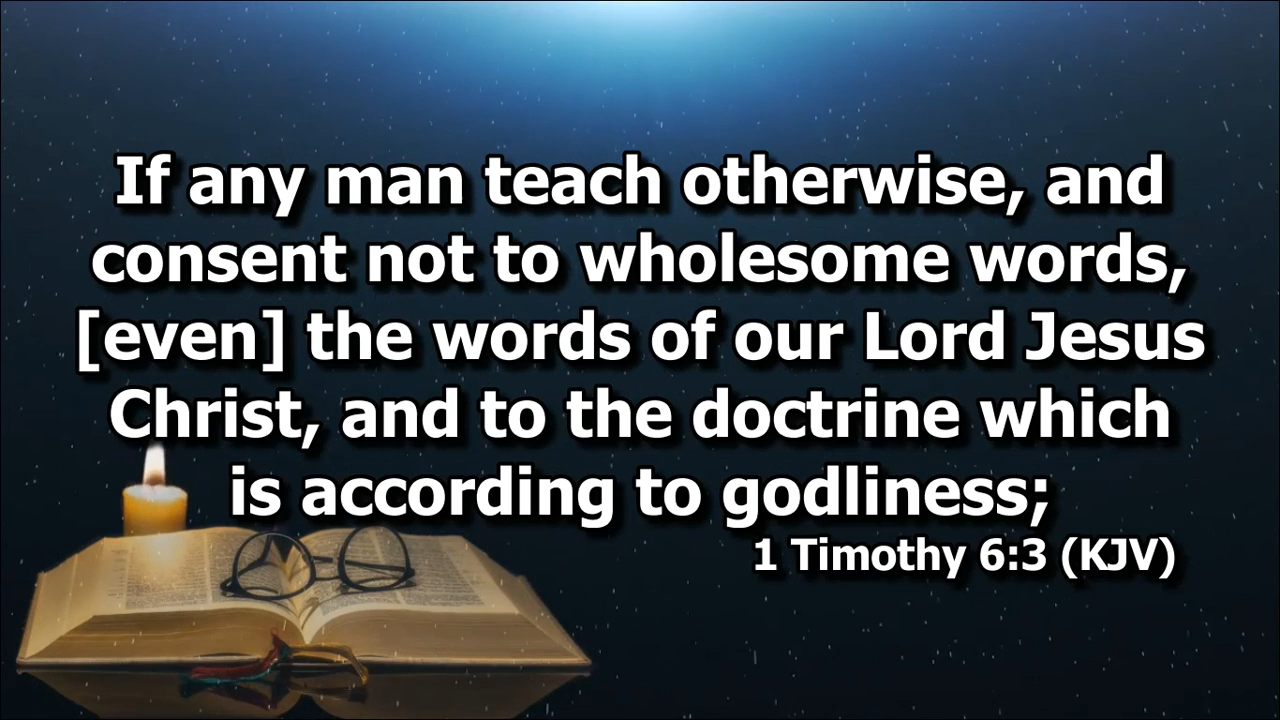 If any man teach otherwise, and
consent not to wholesome words,
[even] the words of our Lord Jesus
Christ, and to the doctrine which
is according to godliness;
1 Timothy 6:3 (KJV)